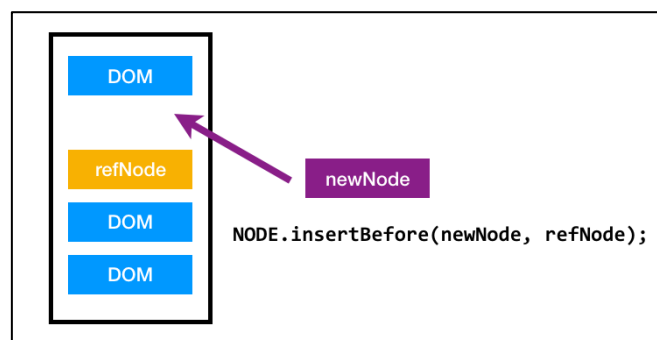 DOM
refNode
newNode
DOM
NODE.insertBefore(newNode, refNode);
DOM